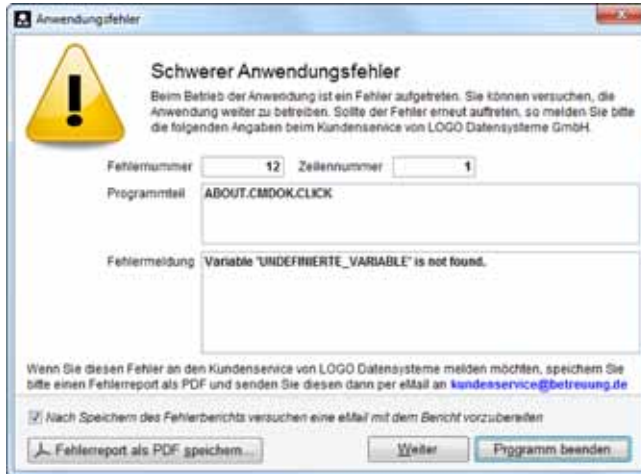 Anwendungsfehler
Schwerer Anwendungsfehler
Beim Betrieb der Anwendung ist ein Fehler aufgetreten. Sie können versuchen, die
Anwendung weiter zu betreiben. Sollte der Fehler erneut auftreten, so melden Sie bitte
die folgenden Angaben beim Kundenservice von LOGO Datensysteme GmbH.
Fehlernummer 12 Zeilennummer 1
Programmteil ABOUT.CMDOK.CLICK
Fehlermeldung Variable "UNDEFINIERTE_VARIABLE" is not found.
Wenn Sie diesen Fehler an den Kundenservice von LOGO Datensysteme melden möchten, speichern Sie
bitte einen Fehlerreport als PDF und senden Sie diesen dann per eMail an kundenservice@betreuung.de
Nach Speichern des Fehlerberichts versuchen eine eMail mit dem Bericht vorzubereiten
Fehlerreport als PDF speichern... Weiter Programm beenden